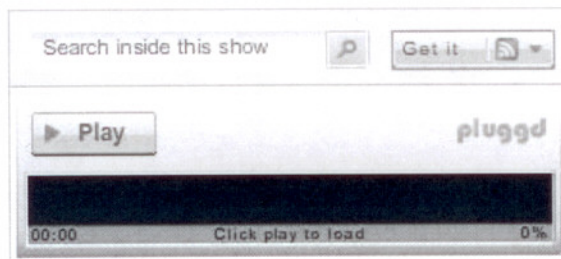 Search inside this show Get it
Play pluggd
00:00 Click play to load 0%